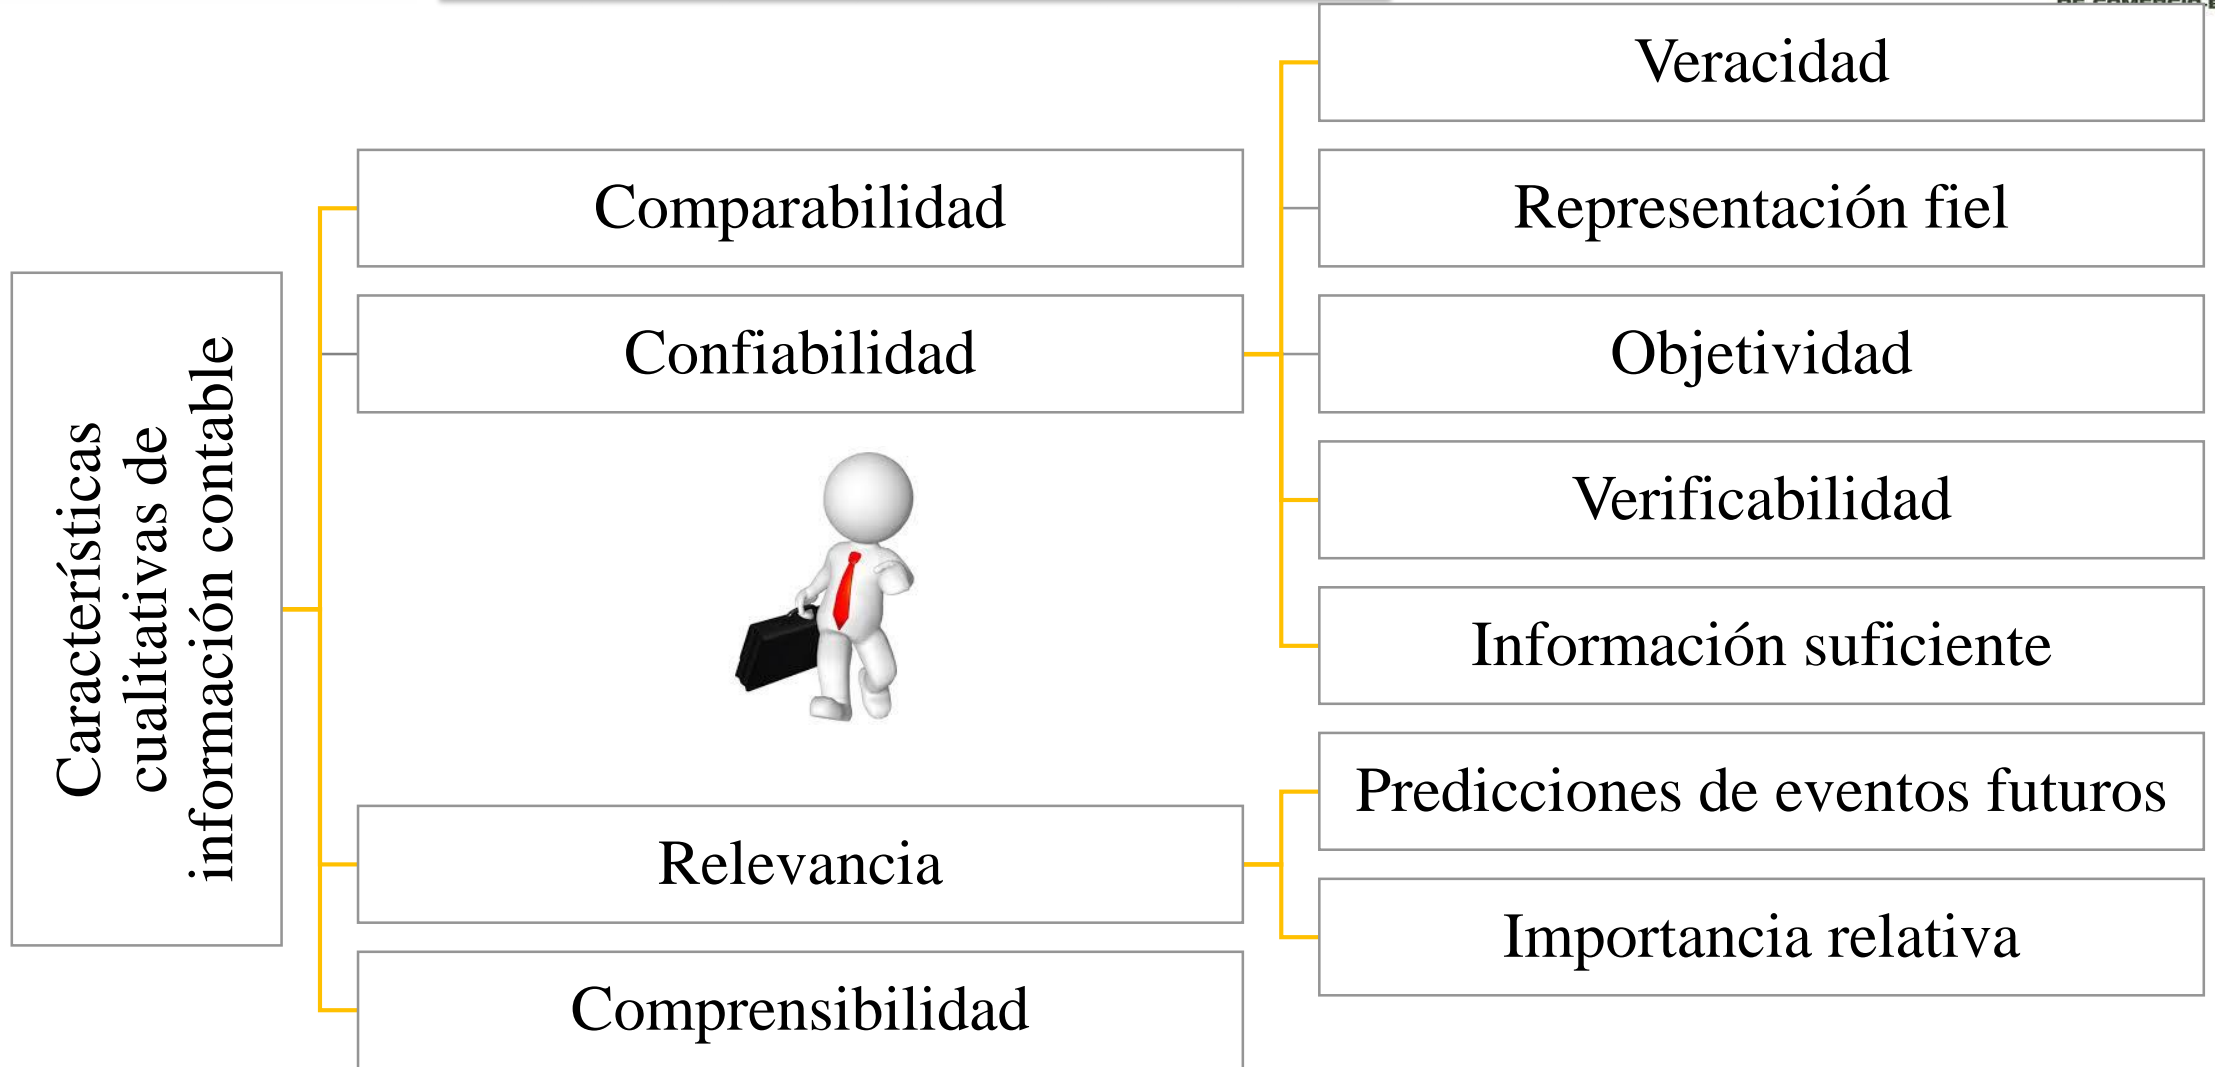 Características
cualitativas de
información contable
Comparabilidad
Confiabilidad
Veracidad
Representación fiel
Objetividad
Verificabilidad
Información suficiente
Relevancia
Predicciones de eventos futuros
Importancia relativa
Comprensibilidad